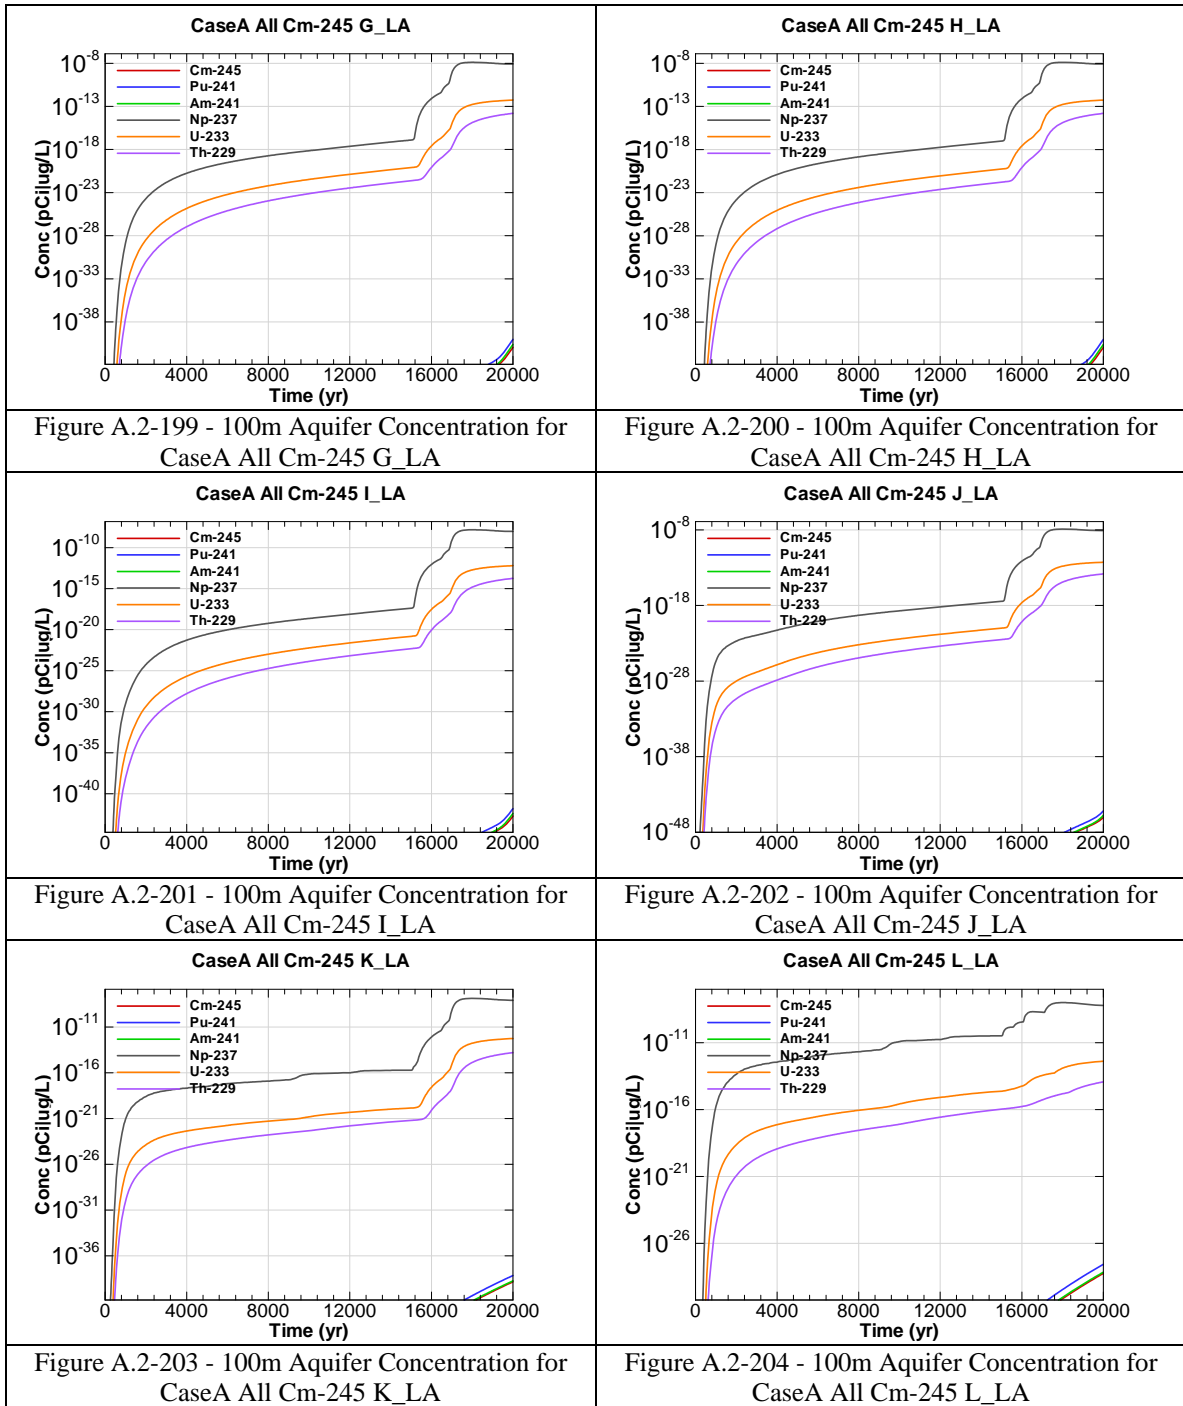 CaseA All Cm-245 G_LA
Conc (pCi|ug/L)
10-8
10-13
10-18
10-23
10-28
10-33
10-38
Cm-245
Pu-241
Am-241
Np-237
U-233
Th-229
0 4000 8000 12000 16000 20000
Time (yr)
Figure A.2-199 - 100m Aquifer Concentration for
CaseA All Cm-245 G_LA
CaseA All Cm-245 H_LA
Conc (pCi|ug/L)
10-8
10-13
10-18
10-23
10-28
10-33
10-38
Cm-245
Pu-241
Am-241
Np-237
U-233
Th-229
0 4000 8000 12000 16000 20000
Time (yr)
Figure A.2-200 - 100m Aquifer Concentration for
CaseA All Cm-245 H_LA
CaseA All Cm-245 I_LA
Conc (pCi|ug/L)
10-10
10-15
10-20
10-25
10-30
10-35
10-40
Cm-245
Pu-241
Am-241
Np-237
U-233
Th-229
0 4000 8000 12000 16000 20000
Time (yr)
Figure A.2-201 - 100m Aquifer Concentration for
CaseA All Cm-245 I_LA
CaseA All Cm-245 J_LA
Conc (pCi|ug/L)
10-8
10-18
10-28
10-38
10-48
Cm-245
Pu-241
Am-241
Np-237
U-233
Th-229
0 4000 8000 12000 16000 20000
Time (yr)
Figure A.2-202 - 100m Aquifer Concentration for
CaseA All Cm-245 J_LA
CaseA All Cm-245 K_LA
Conc (pCi|ug/L)
10-11
10-16
10-21
10-26
10-31
10-36
Cm-245
Pu-241
Am-241
Np-237
U-233
Th-229
0 4000 8000 12000 16000 20000
Time (yr)
Figure A.2-203 - 100m Aquifer Concentration for
CaseA All Cm-245 K_LA
CaseA All Cm-245 L_LA
Conc (pCi|ug/L)
10-11
10-16
10-21
10-26
Cm-245
Pu-241
Am-241
Np-237
U-233
Th-229
0 4000 8000 12000 16000 20000
Time (yr)
Figure A.2-204 - 100m Aquifer Concentration for
CaseA All Cm-245 L_LA